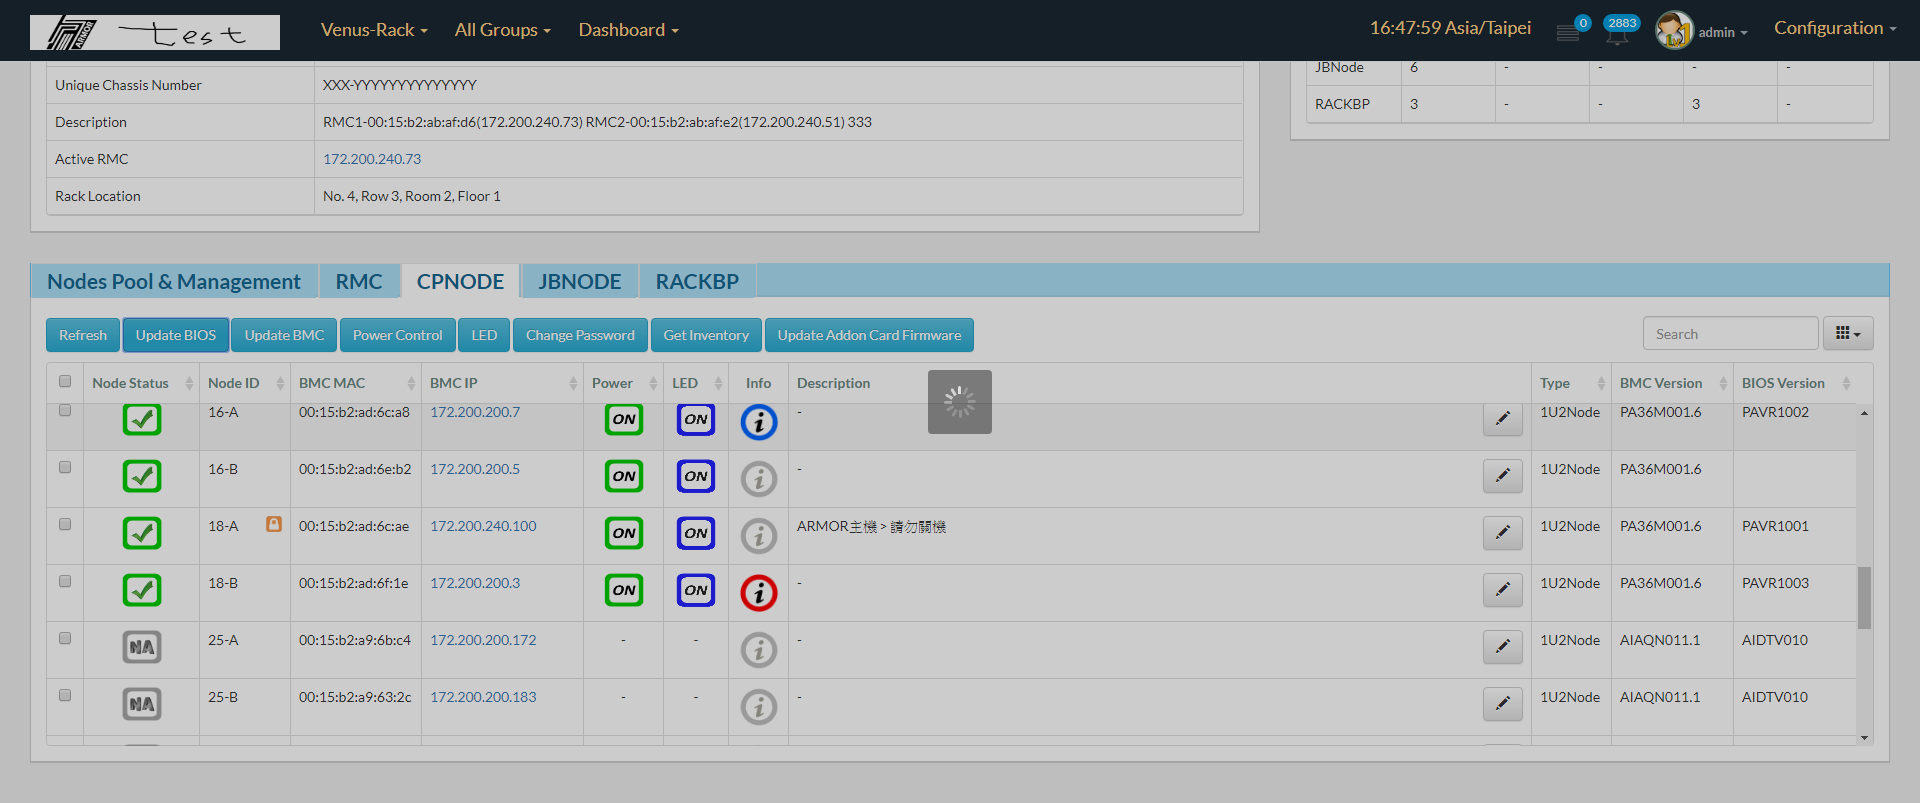 ARMOR test Venus-Rack All Groups Dashboard 16:47:59 Asia/Taipei 0 2883 admin Configuration
Unique Chassis Number XXX-YYYYYYYYYYYYYY
Description RMC1-00:15:b2:ab:af:d6(172.200.240.73) RMC2-00:15:b2:ab:af:e2(172.200.240.51) 333
Active RMC 172.200.240.73
Rack Location No. 4, Row 3, Room 2, Floor 1
JBNode 6 - - - -
RACKBP 3 - - 3 -
Nodes Pool & Management RMC CPNODE JBNODE RACKBP
Refresh Update BIOS Update BMC Power Control LED Change Password Get Inventory Update Addon Card Firmware Search
Node Status Node ID BMC MAC BMC IP Power LED Info Description Type BMC Version BIOS Version
16-A 00:15:b2:ad:6c:a8 172.200.200.7 ON ON i - 1U2Node PA36M001.6 PAVR1002
16-B 00:15:b2:ad:6e:b2 172.200.200.5 ON ON i - 1U2Node PA36M001.6
18-A 00:15:b2:ad:6c:ae 172.200.240.100 ON ON i ARMOR主機 > 請勿關機 1U2Node PA36M001.6 PAVR1001
18-B 00:15:b2:ad:6f:1e 172.200.200.3 ON ON i - 1U2Node PA36M001.6 PAVR1003
NA 25-A 00:15:b2:a9:6b:c4 172.200.200.172 - - i - 1U2Node AIAQN011.1 AIDTV010
NA 25-B 00:15:b2:a9:63:2c 172.200.200.183 - - i - 1U2Node AIAQN011.1 AIDTV010